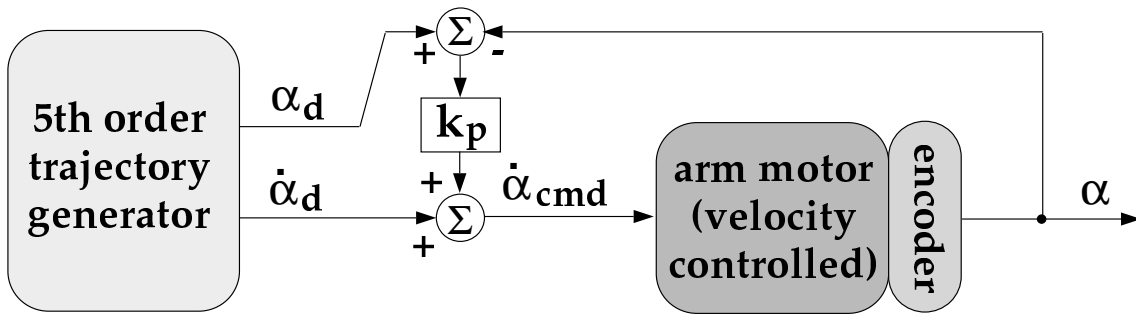 5th order
trajectory
generator
α_d
α̇_d
Σ
+
-
k_p
+
Σ
+
α̇_cmd
arm motor
(velocity
controlled)
encoder
α